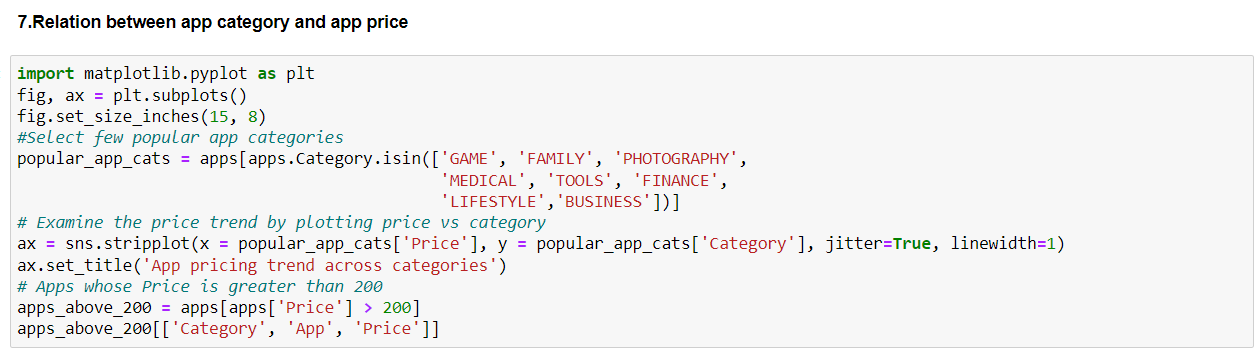 7.Relation between app category and app price
import matplotlib.pyplot as plt
fig, ax = plt.subplots()
fig.set_size_inches(15, 8)
#Select few popular app categories
popular_app_cats = apps[apps.Category.isin(['GAME', 'FAMILY', 'PHOTOGRAPHY',
'MEDICAL', 'TOOLS', 'FINANCE',
'LIFESTYLE','BUSINESS'])]
# Examine the price trend by plotting price vs category
ax = sns.stripplot(x = popular_app_cats['Price'], y = popular_app_cats['Category'], jitter=True, linewidth=1)
ax.set_title('App pricing trend across categories')
# Apps whose Price is greater than 200
apps_above_200 = apps[apps['Price'] > 200]
apps_above_200[['Category', 'App', 'Price']]